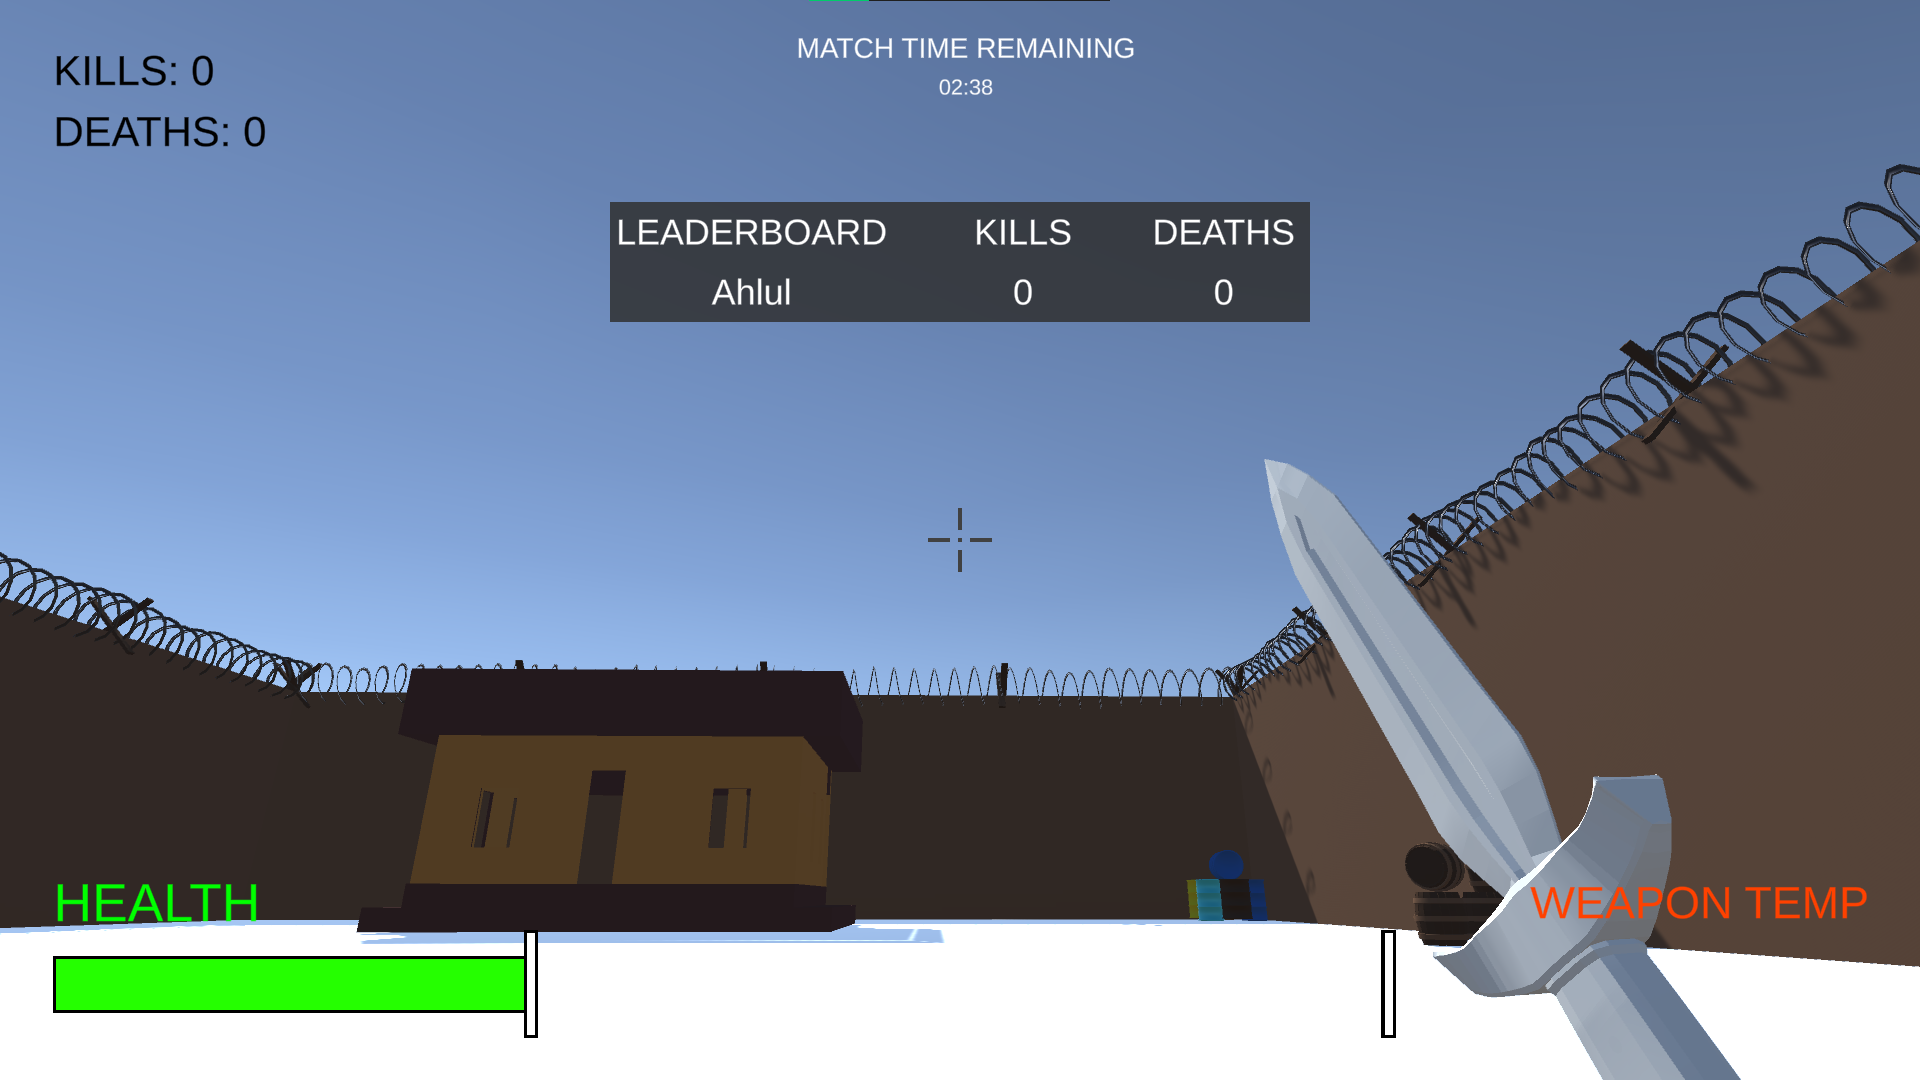 KILLS: 0
DEATHS: 0
MATCH TIME REMAINING
02:38
LEADERBOARD KILLS DEATHS
Ahlul 0 0
HEALTH
WEAPON TEMP